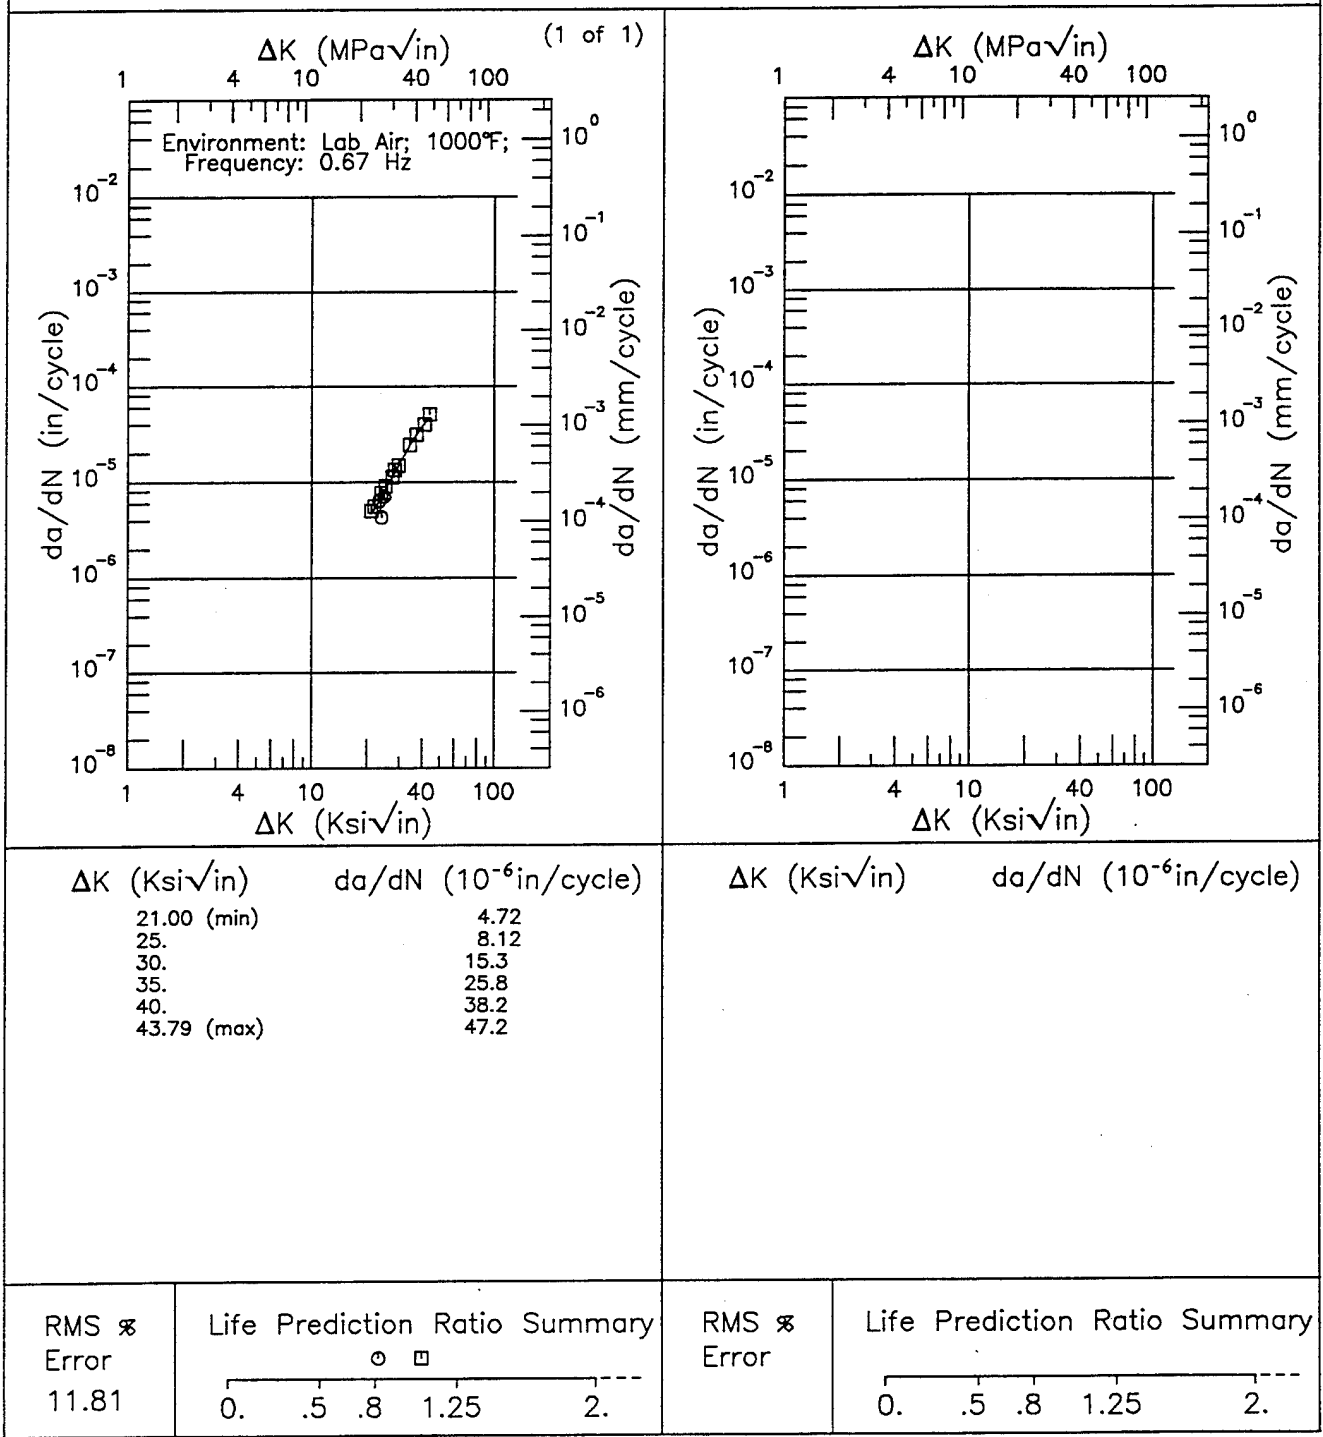 (1 of 1)
ΔK (MPa√in)
1 4 10 40 100
Environment: Lab Air; 1000°F;
Frequency: 0.67 Hz
da/dN (in/cycle)
10⁻²
10⁻³
10⁻⁴
10⁻⁵
10⁻⁶
10⁻⁷
10⁻⁸
da/dN (mm/cycle)
10⁰
10⁻¹
10⁻²
10⁻³
10⁻⁴
10⁻⁵
10⁻⁶
1 4 10 40 100
ΔK (Ksi√in)
ΔK (MPa√in)
1 4 10 40 100
da/dN (in/cycle)
10⁻²
10⁻³
10⁻⁴
10⁻⁵
10⁻⁶
10⁻⁷
10⁻⁸
da/dN (mm/cycle)
10⁰
10⁻¹
10⁻²
10⁻³
10⁻⁴
10⁻⁵
10⁻⁶
1 4 10 40 100
ΔK (Ksi√in)
ΔK (Ksi√in) da/dN (10⁻⁶in/cycle)
21.00 (min) 4.72
25. 8.12
30. 15.3
35. 25.8
40. 38.2
43.79 (max) 47.2
ΔK (Ksi√in) da/dN (10⁻⁶in/cycle)
RMS %
Error
11.81
Life Prediction Ratio Summary
0. .5 .8 1.25 2.
RMS %
Error
Life Prediction Ratio Summary
0. .5 .8 1.25 2.